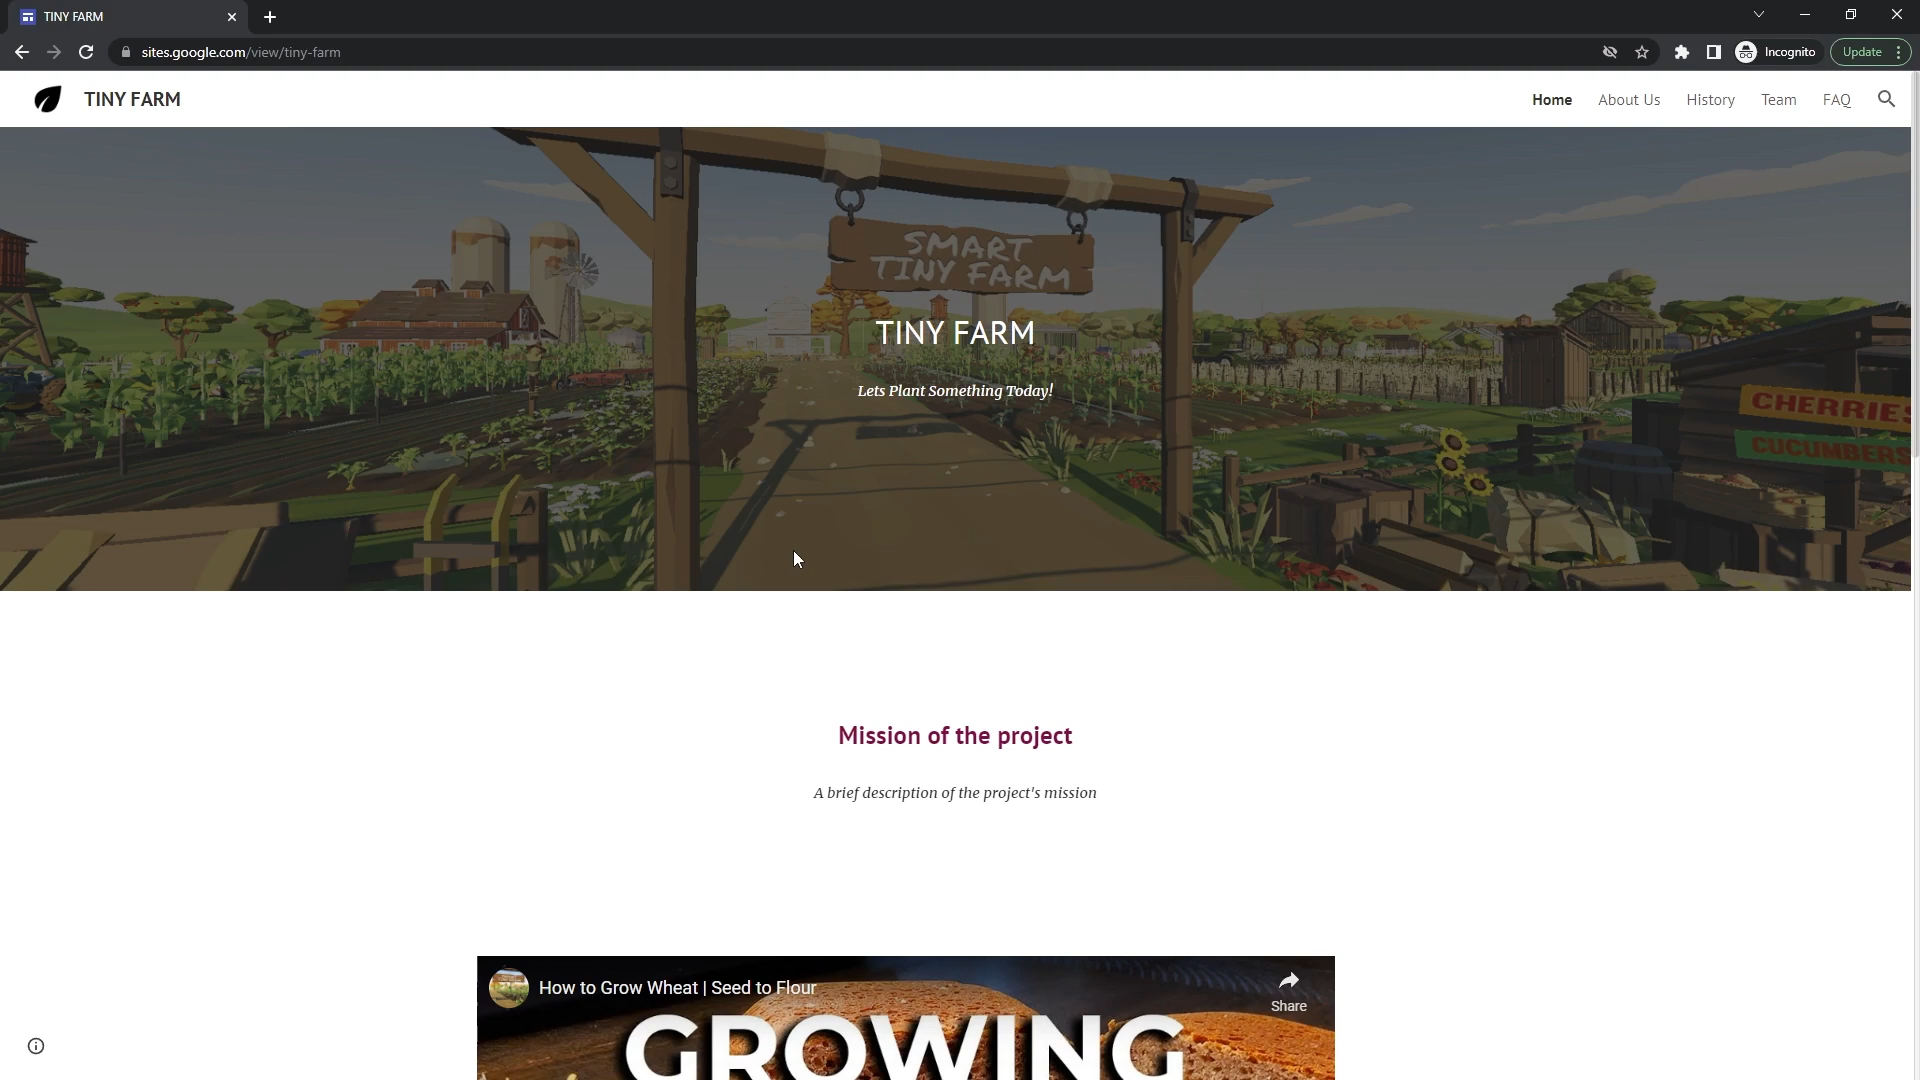 TINY FARM
sites.google.com/view/tiny-farm
Incognito
Update
TINY FARM
Home
About Us
History
Team
FAQ
SMART
TINY FARM
TINY FARM
Lets Plant Something Today!
CHERRIES
CUCUMBERS
Mission of the project
A brief description of the project's mission
How to Grow Wheat | Seed to Flour
Share
GROWING